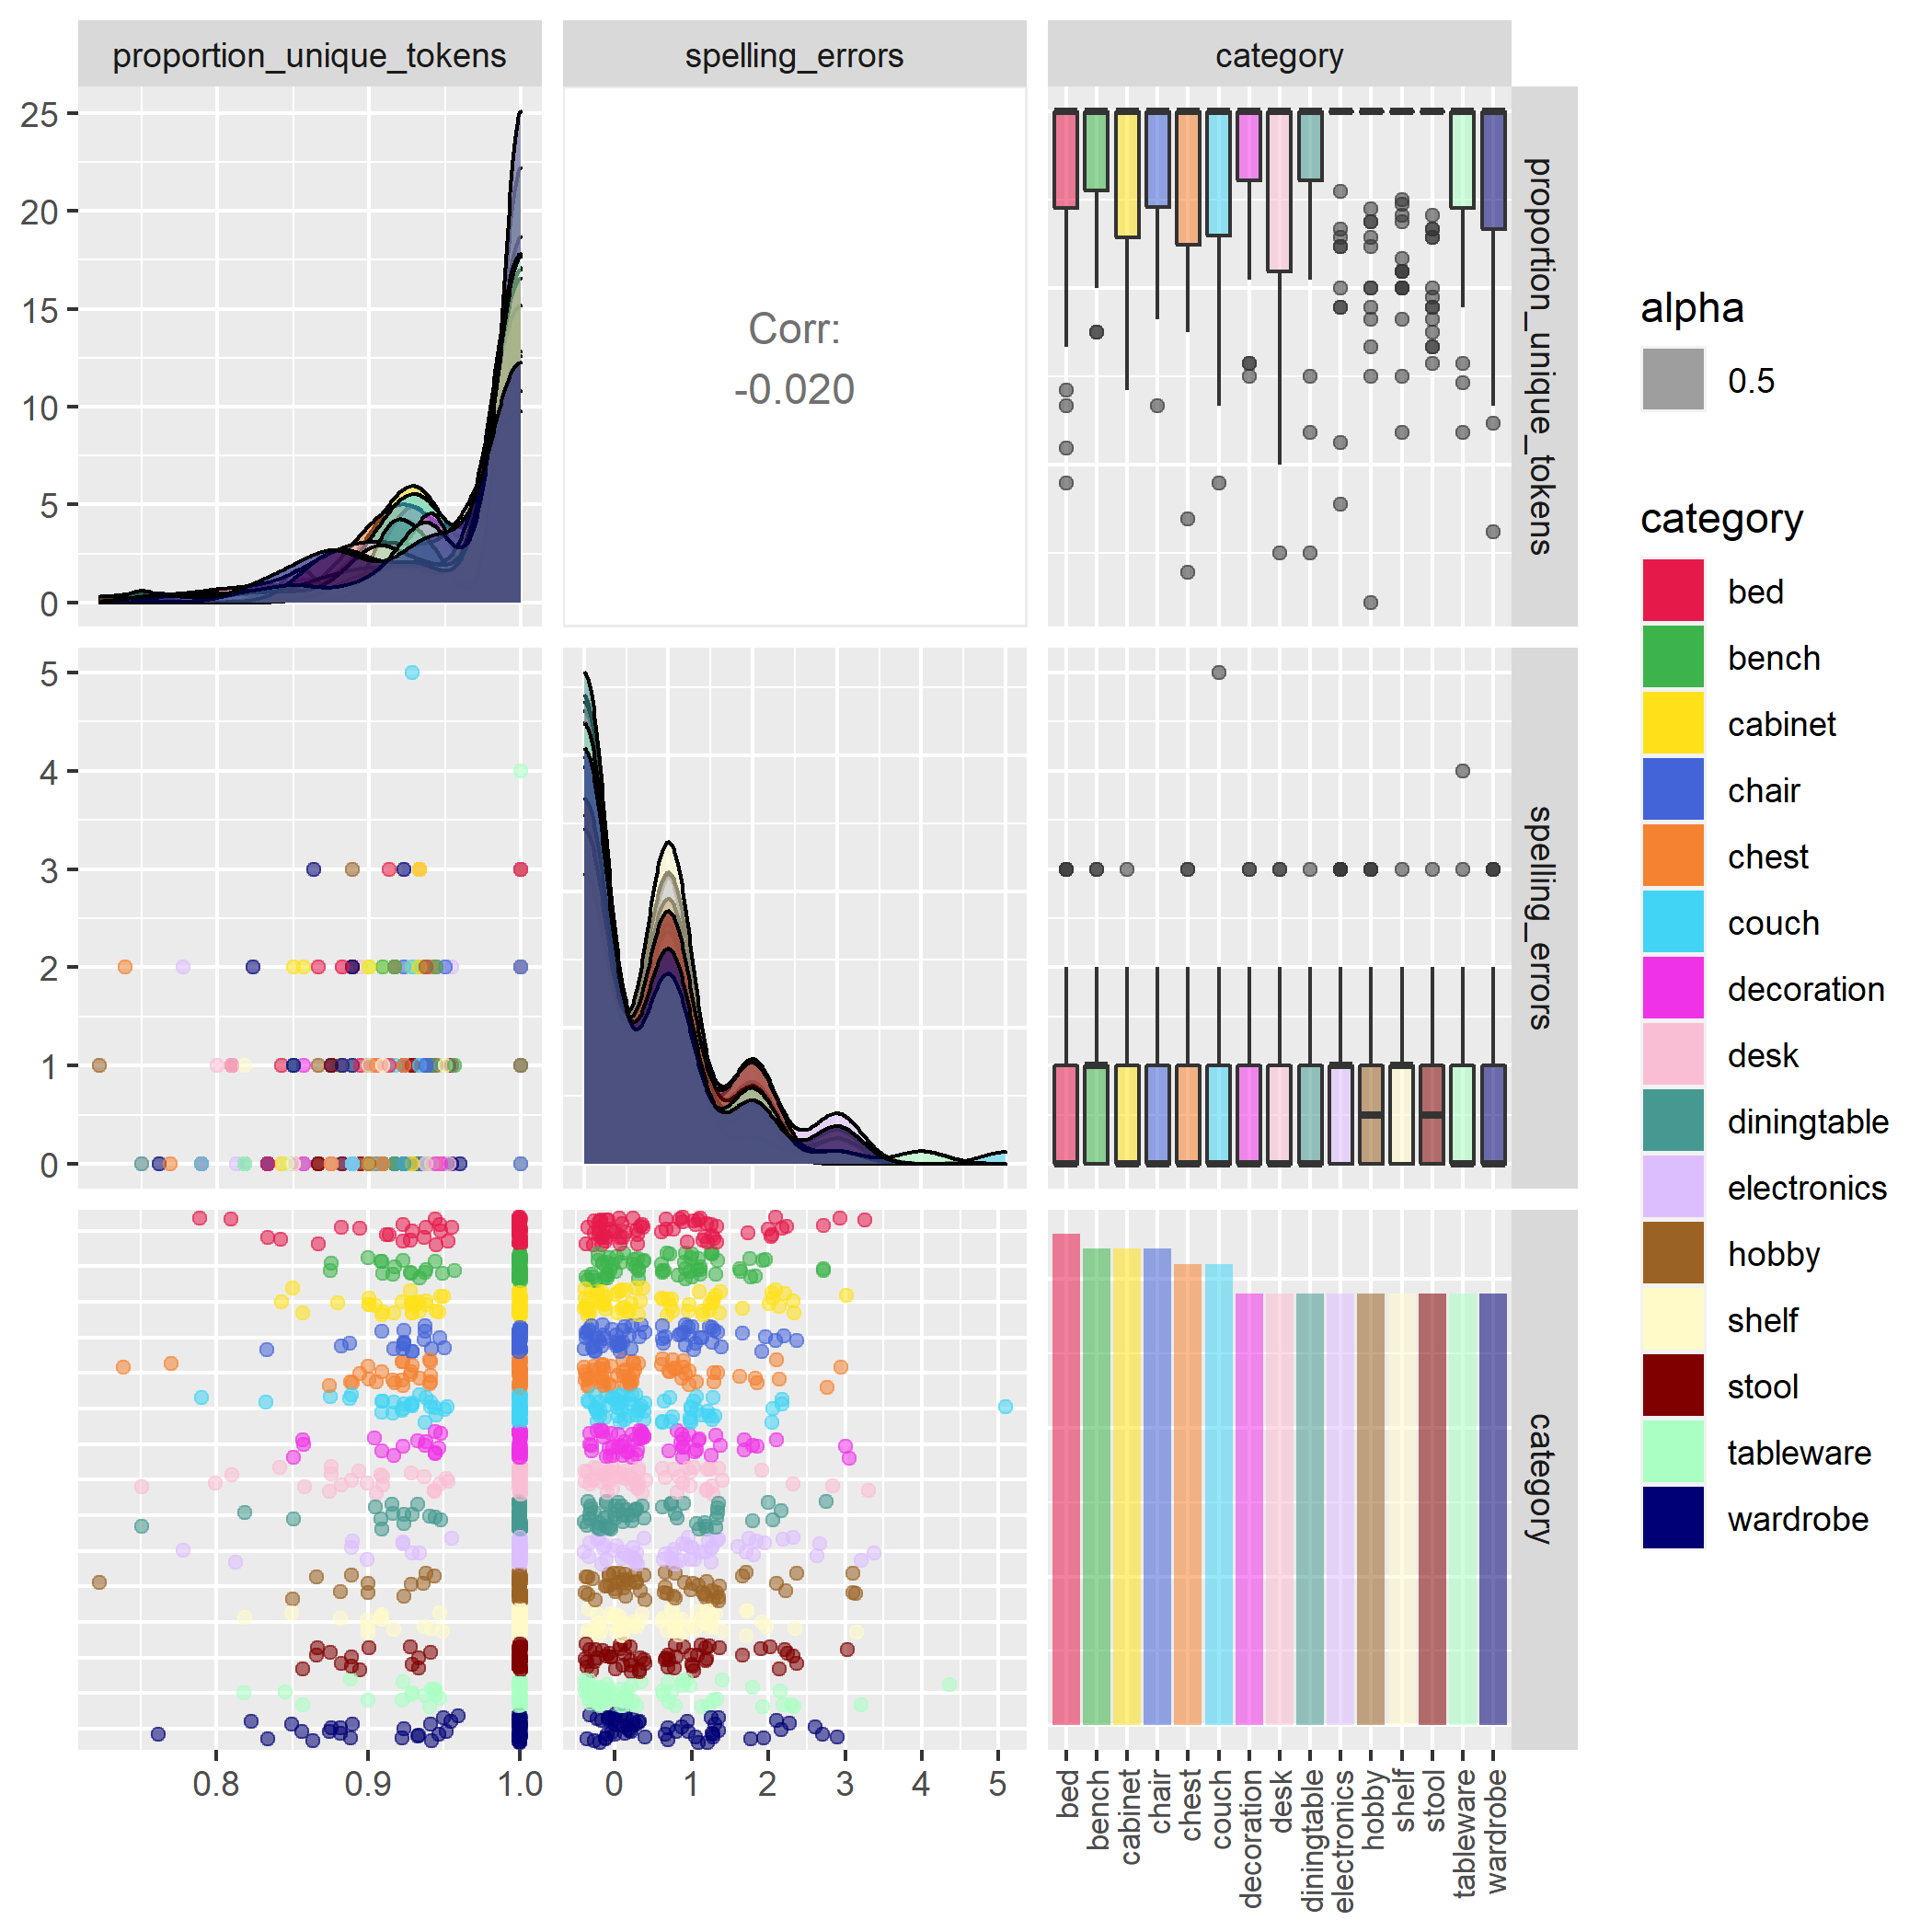 proportion_unique_tokens
spelling_errors
category
25
20
15
10
5
0
Corr:
-0.020
proportion_unique_tokens
5
4
3
2
1
0
spelling_errors
category
0.8
0.9
1.0
0
1
2
3
4
5
bed
bench
cabinet
chair
chest
couch
decoration
desk
diningtable
electronics
hobby
shelf
stool
tableware
wardrobe
alpha
0.5
category
bed
bench
cabinet
chair
chest
couch
decoration
desk
diningtable
electronics
hobby
shelf
stool
tableware
wardrobe